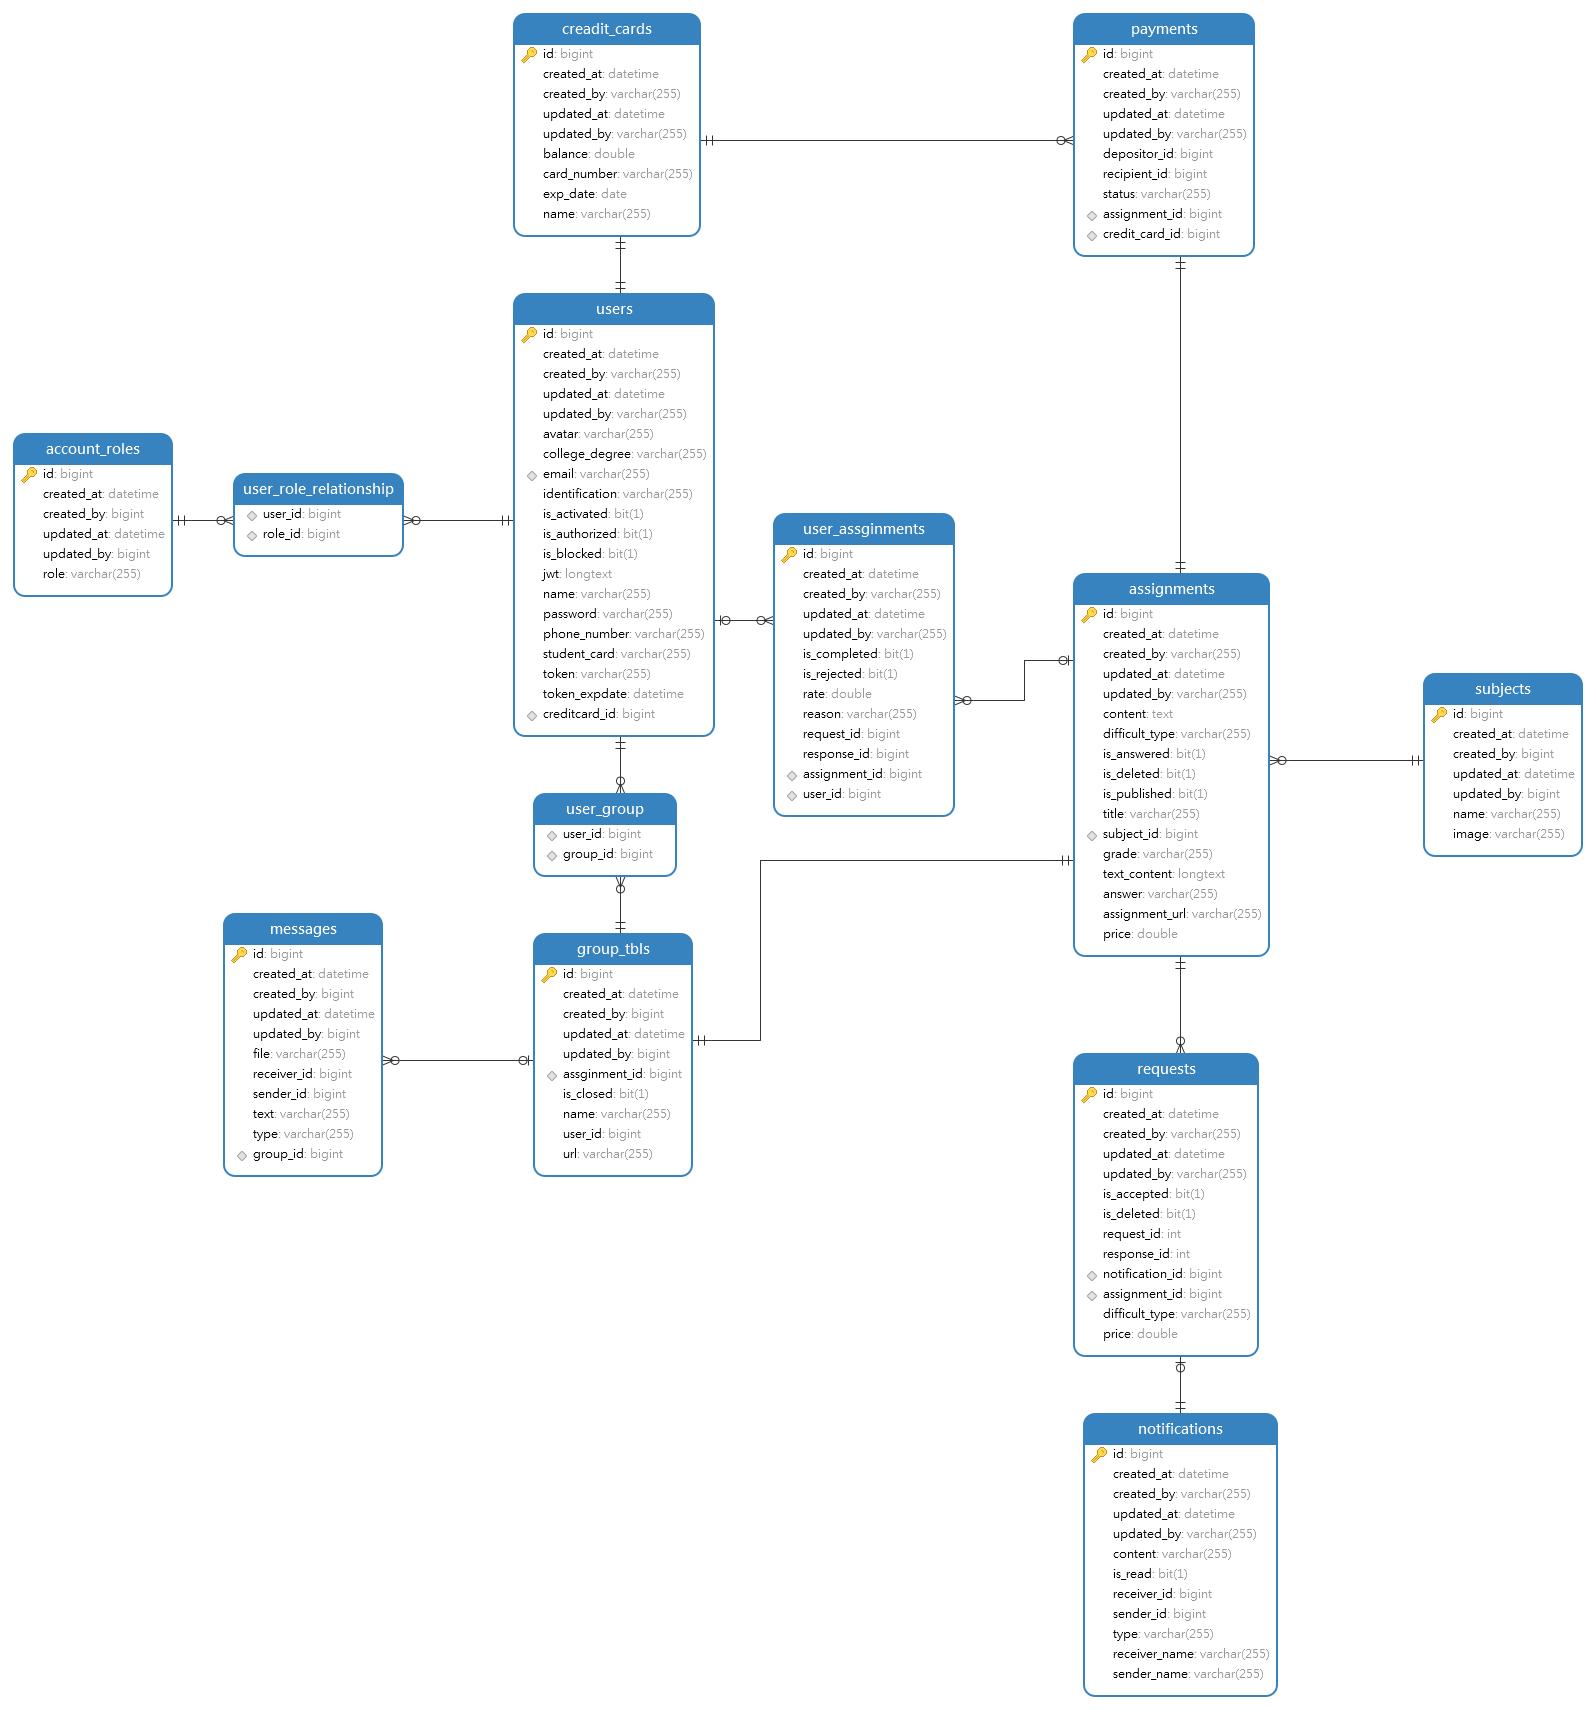 creadit_cards
id: bigint
created_at: datetime
created_by: varchar(255)
updated_at: datetime
updated_by: varchar(255)
balance: double
card_number: varchar(255)
exp_date: date
name: varchar(255)
payments
id: bigint
created_at: datetime
created_by: varchar(255)
updated_at: datetime
updated_by: varchar(255)
depositor_id: bigint
recipient_id: bigint
status: varchar(255)
assignment_id: bigint
credit_card_id: bigint
users
id: bigint
created_at: datetime
created_by: varchar(255)
updated_at: datetime
updated_by: varchar(255)
avatar: varchar(255)
college_degree: varchar(255)
email: varchar(255)
identification: varchar(255)
is_activated: bit(1)
is_authorized: bit(1)
is_blocked: bit(1)
jwt: longtext
name: varchar(255)
password: varchar(255)
phone_number: varchar(255)
student_card: varchar(255)
token: varchar(255)
token_expdate: datetime
creditcard_id: bigint
account_roles
id: bigint
created_at: datetime
created_by: bigint
updated_at: datetime
updated_by: bigint
role: varchar(255)
user_role_relationship
user_id: bigint
role_id: bigint
user_assginments
id: bigint
created_at: datetime
created_by: varchar(255)
updated_at: datetime
updated_by: varchar(255)
is_completed: bit(1)
is_rejected: bit(1)
rate: double
reason: varchar(255)
request_id: bigint
response_id: bigint
assignment_id: bigint
user_id: bigint
assignments
id: bigint
created_at: datetime
created_by: varchar(255)
updated_at: datetime
updated_by: varchar(255)
content: text
difficult_type: varchar(255)
is_answered: bit(1)
is_deleted: bit(1)
is_published: bit(1)
title: varchar(255)
subject_id: bigint
grade: varchar(255)
text_content: longtext
answer: varchar(255)
assignment_url: varchar(255)
price: double
subjects
id: bigint
created_at: datetime
created_by: bigint
updated_at: datetime
updated_by: bigint
name: varchar(255)
image: varchar(255)
user_group
user_id: bigint
group_id: bigint
messages
id: bigint
created_at: datetime
created_by: bigint
updated_at: datetime
updated_by: bigint
file: varchar(255)
receiver_id: bigint
sender_id: bigint
text: varchar(255)
type: varchar(255)
group_id: bigint
group_tbls
id: bigint
created_at: datetime
created_by: bigint
updated_at: datetime
updated_by: bigint
assginment_id: bigint
is_closed: bit(1)
name: varchar(255)
user_id: bigint
url: varchar(255)
requests
id: bigint
created_at: datetime
created_by: varchar(255)
updated_at: datetime
updated_by: varchar(255)
is_accepted: bit(1)
is_deleted: bit(1)
request_id: int
response_id: int
notification_id: bigint
assignment_id: bigint
difficult_type: varchar(255)
price: double
notifications
id: bigint
created_at: datetime
created_by: varchar(255)
updated_at: datetime
updated_by: varchar(255)
content: varchar(255)
is_read: bit(1)
receiver_id: bigint
sender_id: bigint
type: varchar(255)
receiver_name: varchar(255)
sender_name: varchar(255)